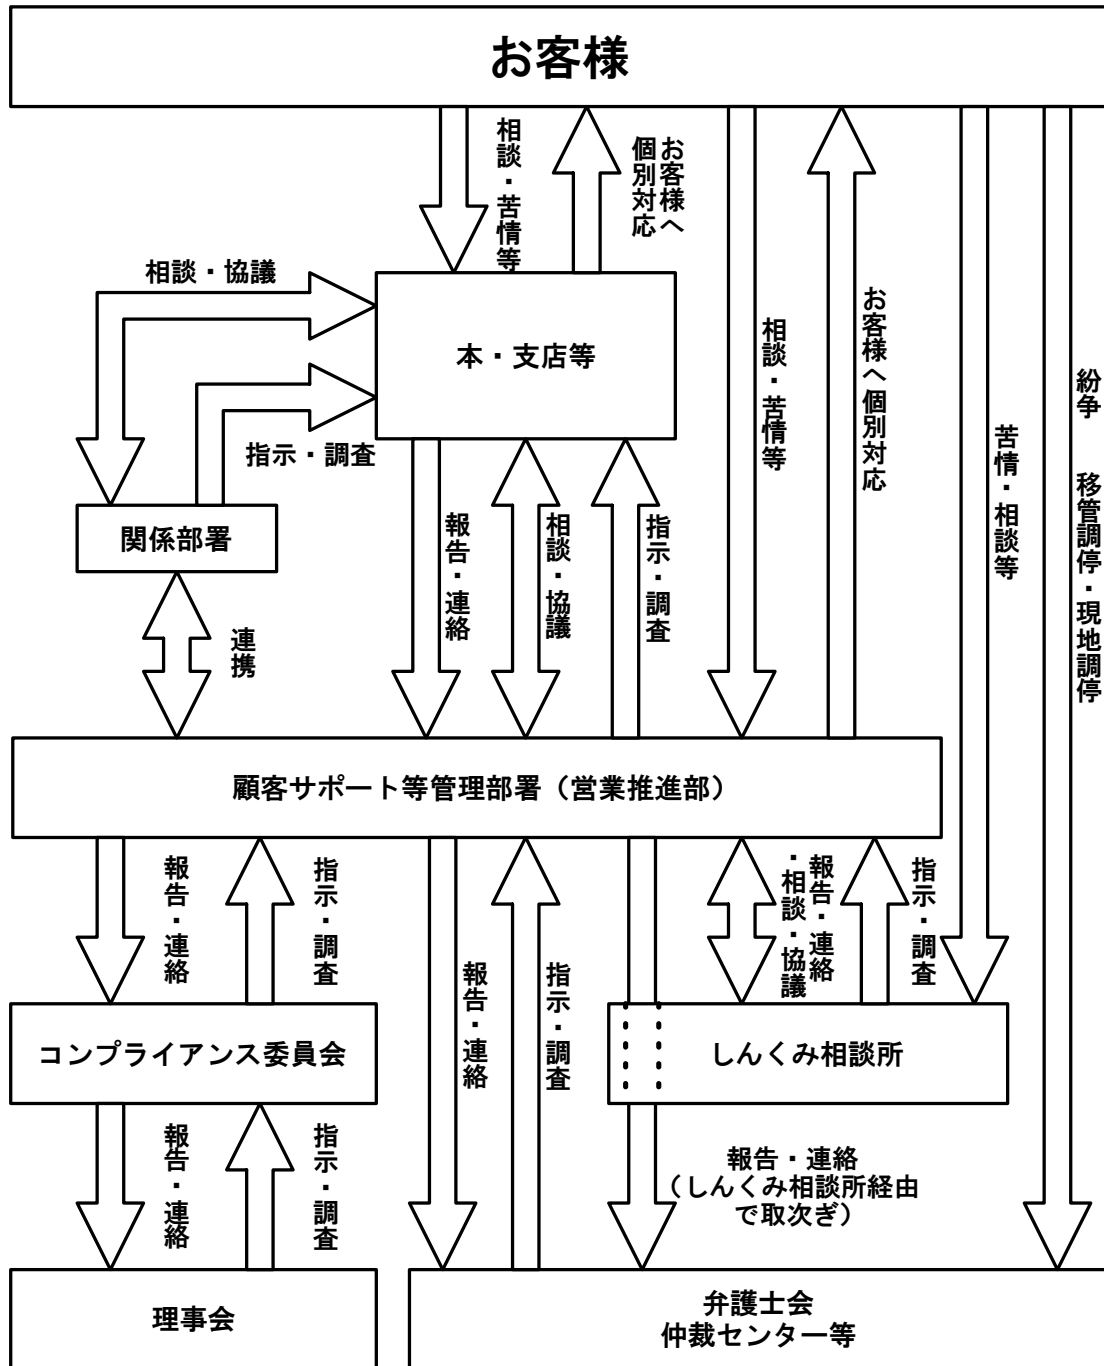 お客様
相談・苦情等
お客様へ
個別対応
相談・協議
本・支店等
指示・調査
関係部署
連携
報告・連絡
相談・協議
指示・調査
相談・苦情等
お客様へ個別対応
苦情・相談等
紛争　移管調停・現地調停
顧客サポート等管理部署（営業推進部）
報告・連絡
指示・調査
報告・連絡
指示・調査
報告・連絡
・相談・協議
指示・調査
コンプライアンス委員会
しんくみ相談所
報告・連絡
指示・調査
報告・連絡
（しんくみ相談所経由
で取次ぎ）
理事会
弁護士会
仲裁センター等